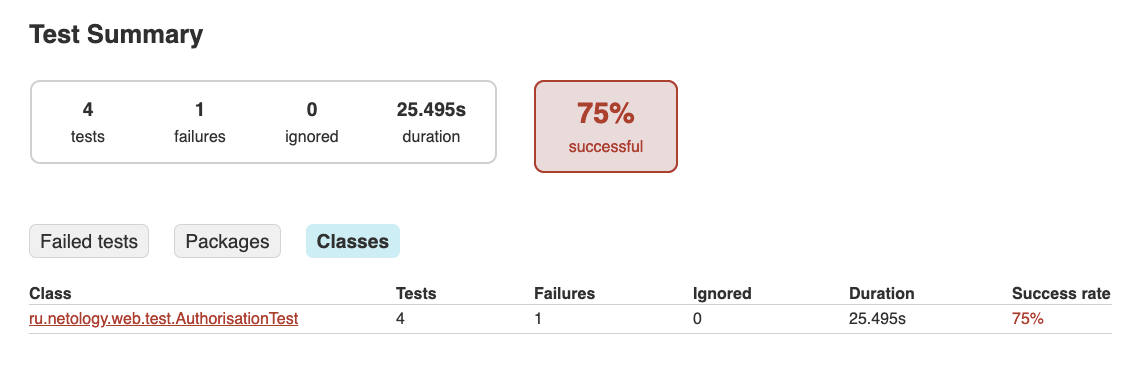 Test Summary
4 1 0 25.495s
tests failures ignored duration
75%
successful
Failed tests Packages Classes
Class Tests Failures Ignored Duration Success rate
ru.netology.web.test.AuthorisationTest 4 1 0 25.495s 75%